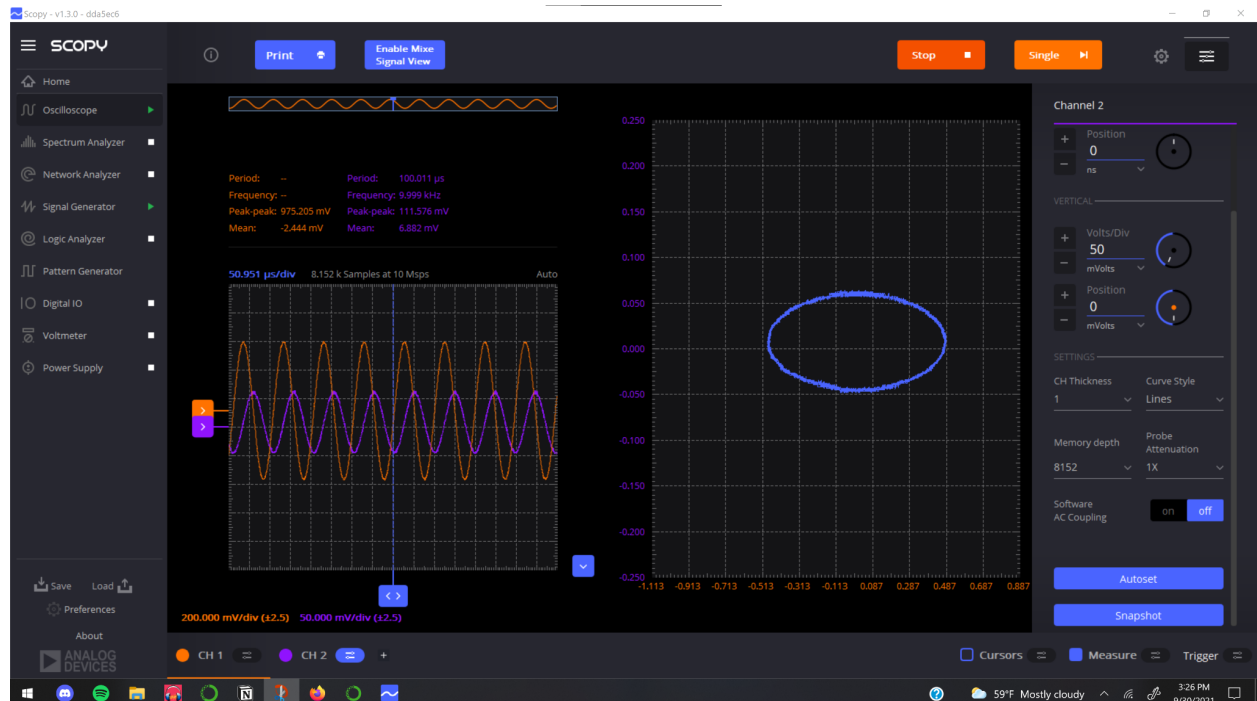 Scopy - v1.3.0 - dda5ec6
SCOPY
Home
Oscilloscope
Spectrum Analyzer
Network Analyzer
Signal Generator
Logic Analyzer
Pattern Generator
Digital IO
Voltmeter
Power Supply
Save Load
Preferences
About
ANALOG
DEVICES
Print
Enable Mixe
Signal View
Stop
Single
Period: -- Period: 100.011 µs
Frequency: -- Frequency: 9.999 kHz
Peak-peak: 975.205 mV Peak-peak: 111.576 mV
Mean: -2.444 mV Mean: 6.882 mV
50.951 µs/div 8.152 k Samples at 10 Msps Auto
200.000 mV/div (±2.5) 50.000 mV/div (±2.5)
0.250
0.200
0.150
0.100
0.050
0.000
-0.050
-0.100
-0.150
-0.200
-0.250
-1.113 -0.913 -0.713 -0.513 -0.313 -0.113 0.087 0.287 0.487 0.687 0.887
Channel 2
Position
0
ns
VERTICAL
Volts/Div
50
mVolts
Position
0
mVolts
SETTINGS
CH Thickness Curve Style
1 Lines
Memory depth Probe Attenuation
8152 1X
Software
AC Coupling
on off
Autoset
Snapshot
CH 1 CH 2 +
Cursors Measure Trigger
59°F Mostly cloudy
3:26 PM
9/30/2021